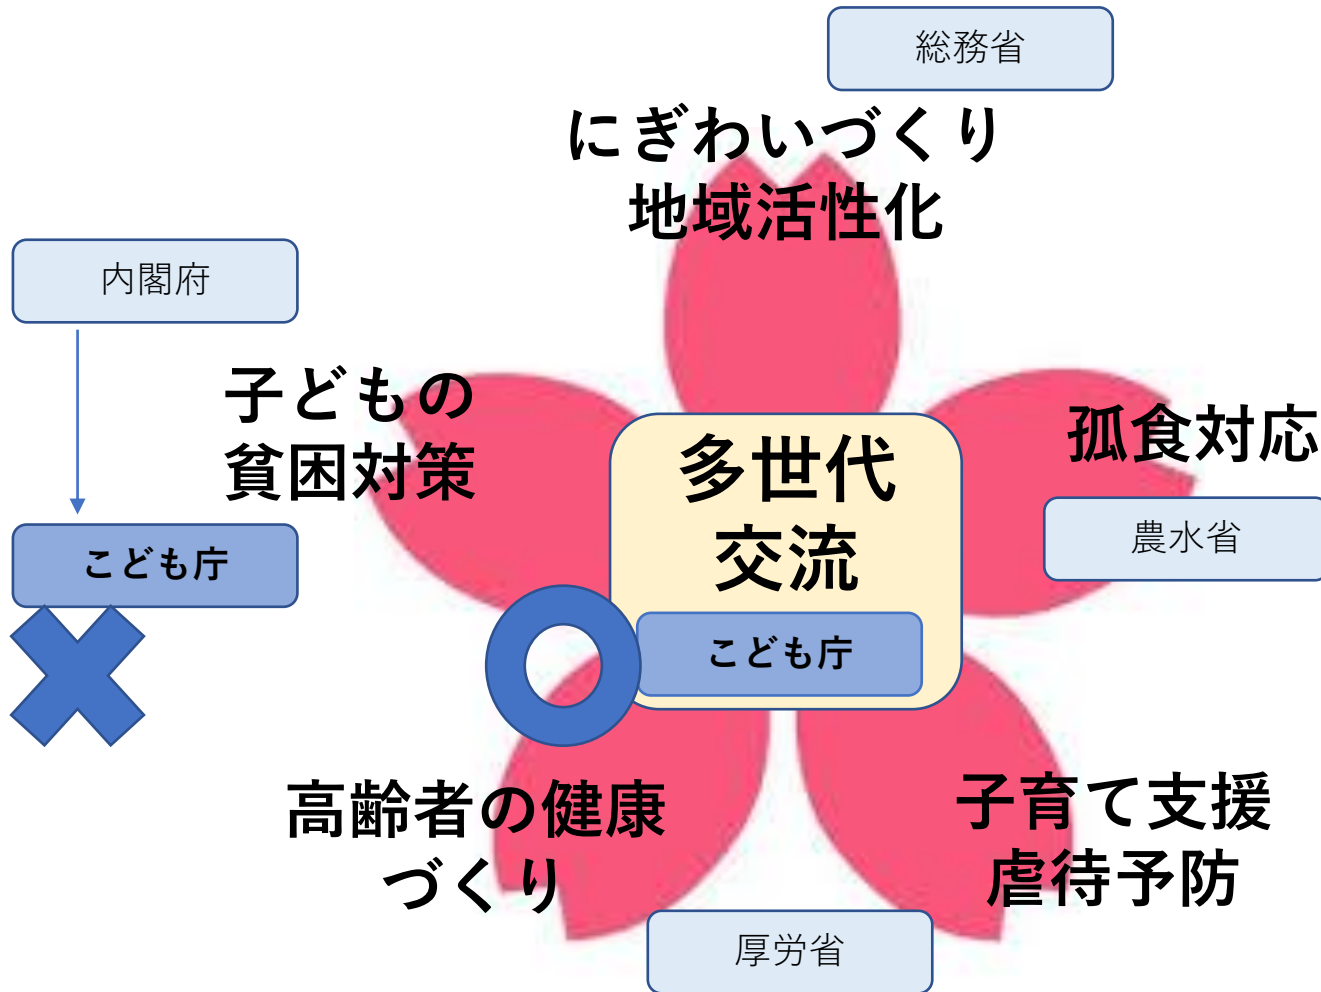 総務省
にぎわいづくり
地域活性化
内閣府
子どもの
貧困対策
こども庁
多世代
交流
こども庁
孤食対応
農水省
高齢者の健康
づくり
子育て支援
虐待予防
厚労省